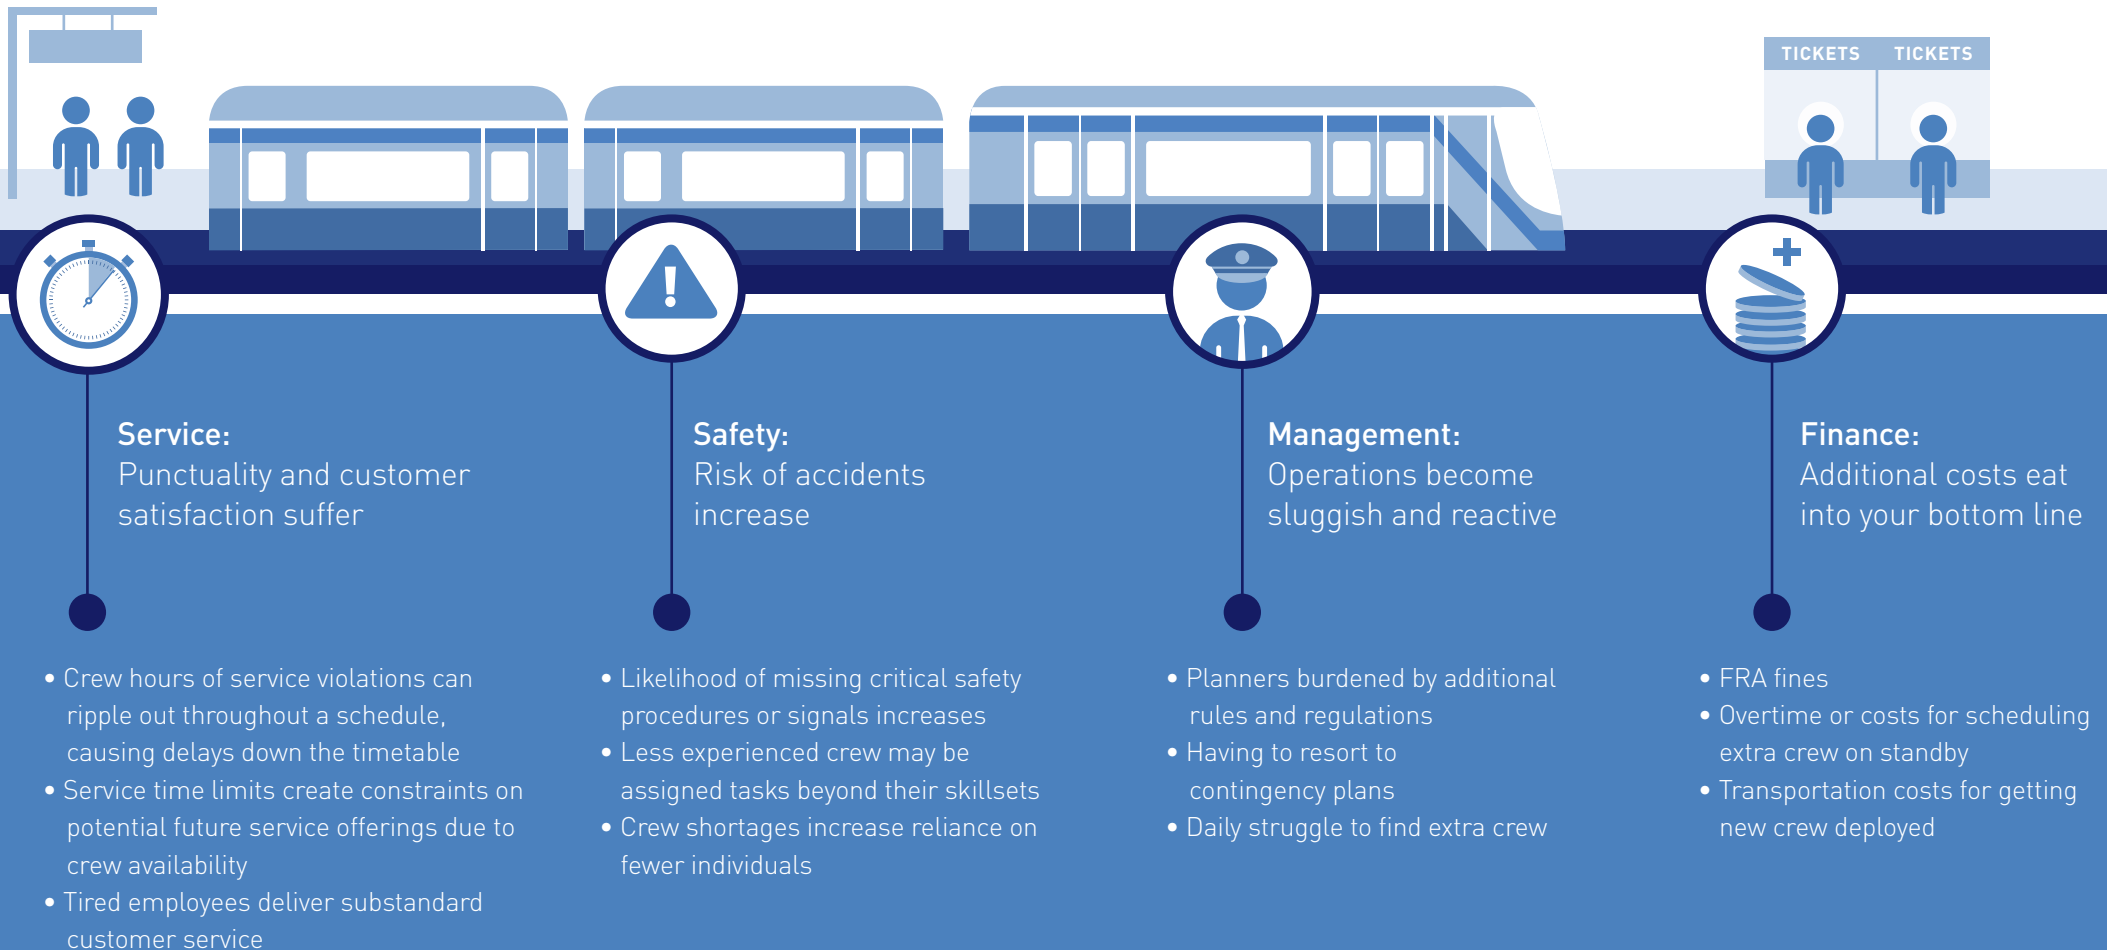 TICKETS TICKETS
Service:
Punctuality and customer
satisfaction suffer
• Crew hours of service violations can
ripple out throughout a schedule,
causing delays down the timetable
• Service time limits create constraints on
potential future service offerings due to
crew availability
• Tired employees deliver substandard
customer service
Safety:
Risk of accidents
increase
• Likelihood of missing critical safety
procedures or signals increases
• Less experienced crew may be
assigned tasks beyond their skillsets
• Crew shortages increase reliance on
fewer individuals
Management:
Operations become
sluggish and reactive
• Planners burdened by additional
rules and regulations
• Having to resort to
contingency plans
• Daily struggle to find extra crew
Finance:
Additional costs eat
into your bottom line
• FRA fines
• Overtime or costs for scheduling
extra crew on standby
• Transportation costs for getting
new crew deployed